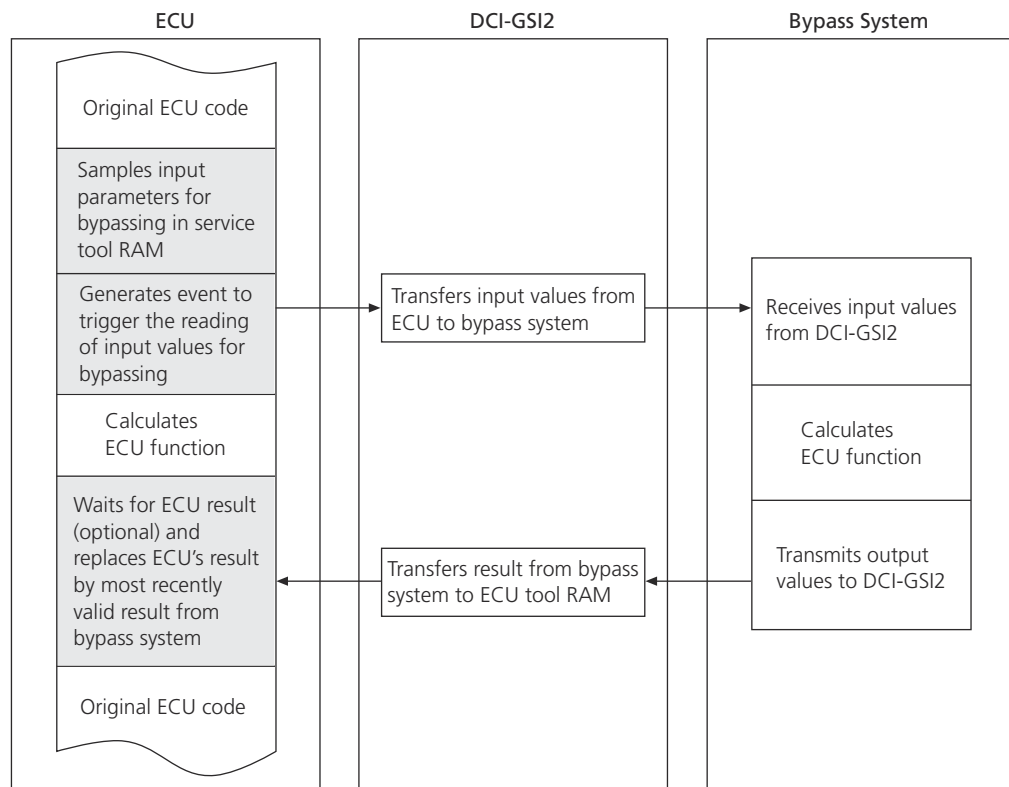 ECU
DCI-GSI2
Bypass System
Original ECU code
Samples input
parameters for
bypassing in service
tool RAM
Generates event to
trigger the reading
of input values for
bypassing
Calculates
ECU function
Waits for ECU result
(optional) and
replaces ECU's result
by most recently
valid result from
bypass system
Original ECU code
Transfers input values from
ECU to bypass system
Transfers result from bypass
system to ECU tool RAM
Receives input values
from DCI-GSI2
Calculates
ECU function
Transmits output
values to DCI-GSI2